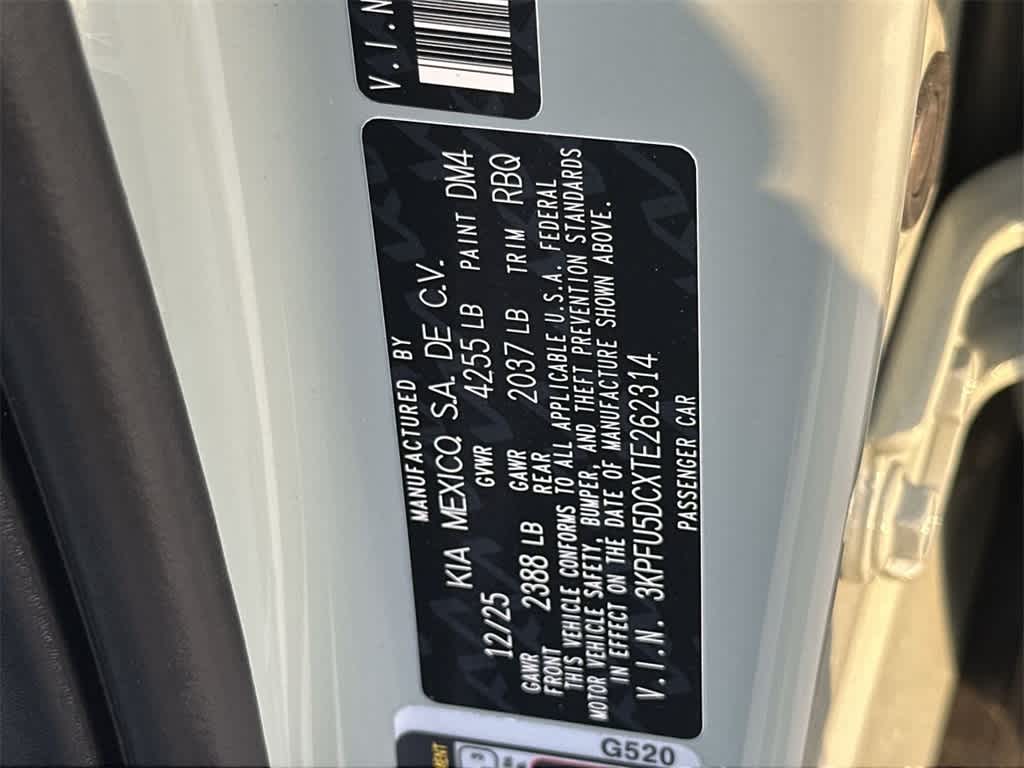 V.I.N
MANUFACTURED BY
KIA MEXICO, S.A. DE C.V.
12/25 GVWR 4255 LB PAINT DM4
GAWR FRONT 2388 LB GAWR REAR 2037 LB TRIM RBQ
THIS VEHICLE CONFORMS TO ALL APPLICABLE U.S.A. FEDERAL
MOTOR VEHICLE SAFETY, BUMPER, AND THEFT PREVENTION STANDARDS
IN EFFECT ON THE DATE OF MANUFACTURE SHOWN ABOVE.
V.I.N. 3KPFU5DCXTE262314
PASSENGER CAR
G520